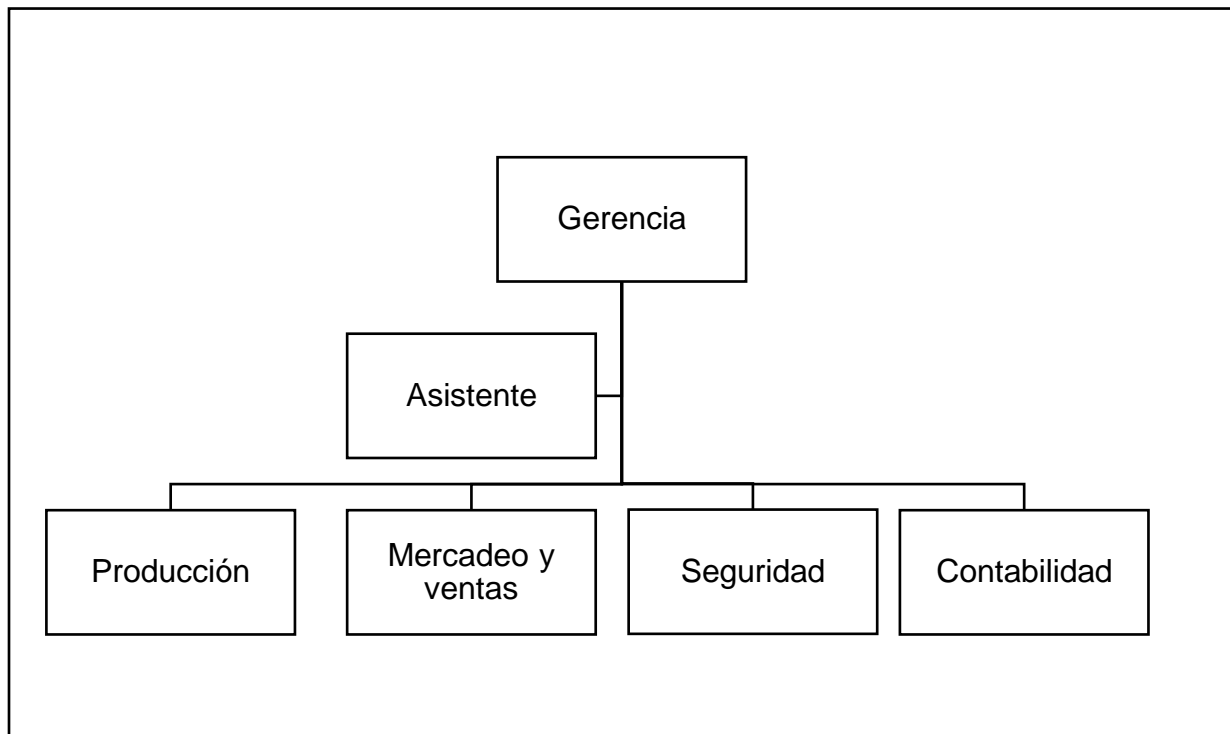 Gerencia
Asistente
Producción
Mercadeo y
ventas
Seguridad
Contabilidad